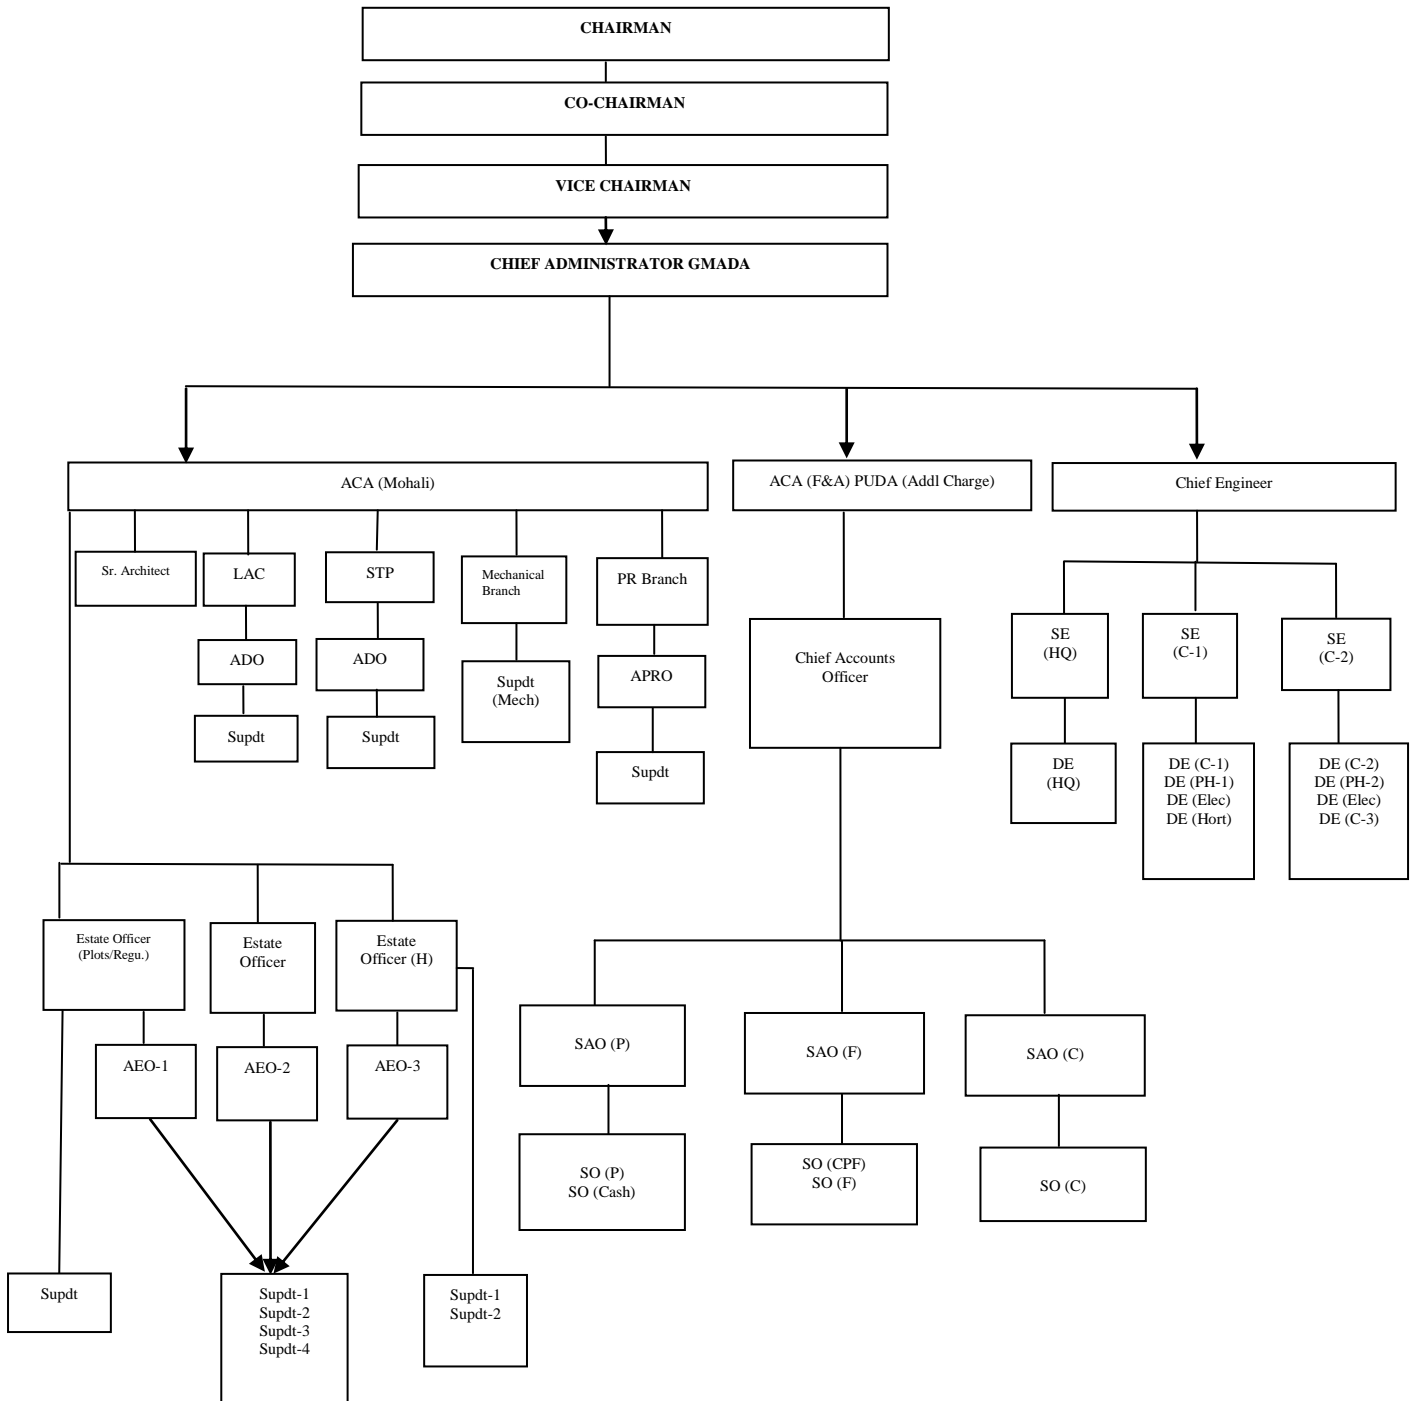 CHAIRMAN
CO-CHAIRMAN
VICE CHAIRMAN
CHIEF ADMINISTRATOR GMADA
ACA (Mohali)
ACA (F&A) PUDA (Addl Charge)
Chief Engineer
Sr. Architect
LAC
STP
Mechanical
Branch
PR Branch
ADO
ADO
Supdt
(Mech)
APRO
Supdt
Supdt
Supdt
Chief Accounts
Officer
SE
(HQ)
SE
(C-1)
SE
(C-2)
DE
(HQ)
DE (C-1)
DE (PH-1)
DE (Elec)
DE (Hort)
DE (C-2)
DE (PH-2)
DE (Elec)
DE (C-3)
Estate Officer
(Plots/Regu.)
Estate
Officer
Estate
Officer (H)
AEO-1
AEO-2
AEO-3
SAO (P)
SAO (F)
SAO (C)
SO (P)
SO (Cash)
SO (CPF)
SO (F)
SO (C)
Supdt
Supdt-1
Supdt-2
Supdt-3
Supdt-4
Supdt-1
Supdt-2